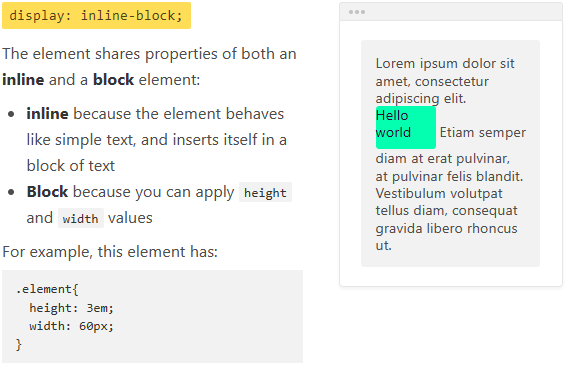 display: inline-block;
The element shares properties of both an
inline and a block element:
inline because the element behaves
like simple text, and inserts itself in a
block of text
Block because you can apply height
and width values
For example, this element has:
.element{
height: 3em;
width: 60px;
}
Lorem ipsum dolor sit
amet, consectetur
adipiscing elit.
Hello
world Etiam semper
diam at erat pulvinar,
at pulvinar felis blandit.
Vestibulum volutpat
tellus diam, consequat
gravida libero rhoncus
ut.